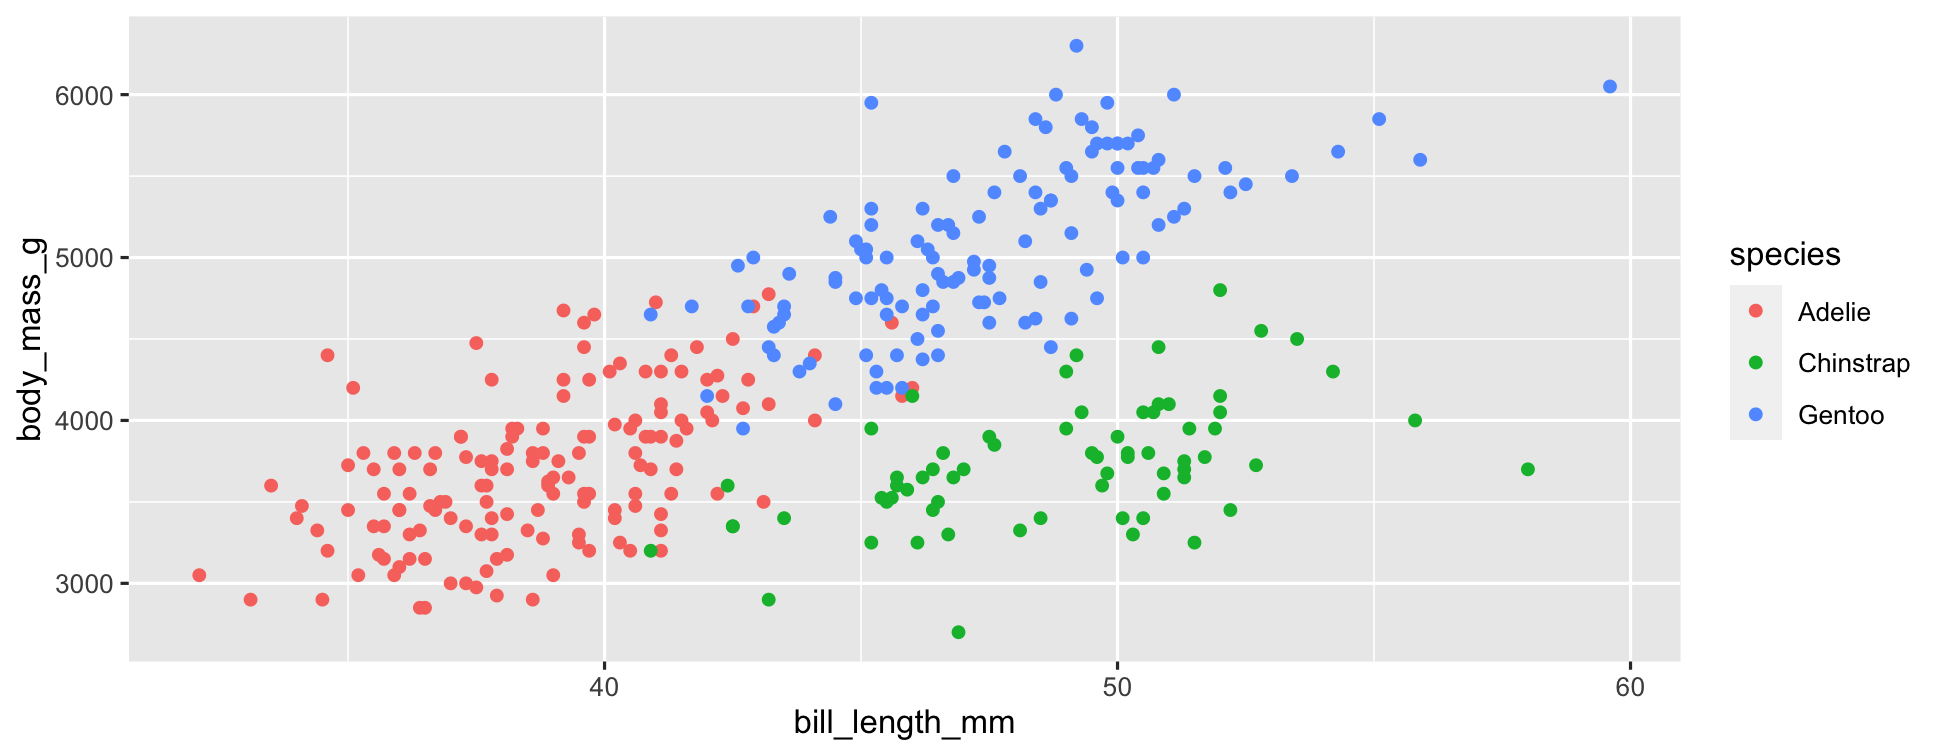 6000
5000
4000
3000
body_mass_g
40
50
60
bill_length_mm
species
Adelie
Chinstrap
Gentoo